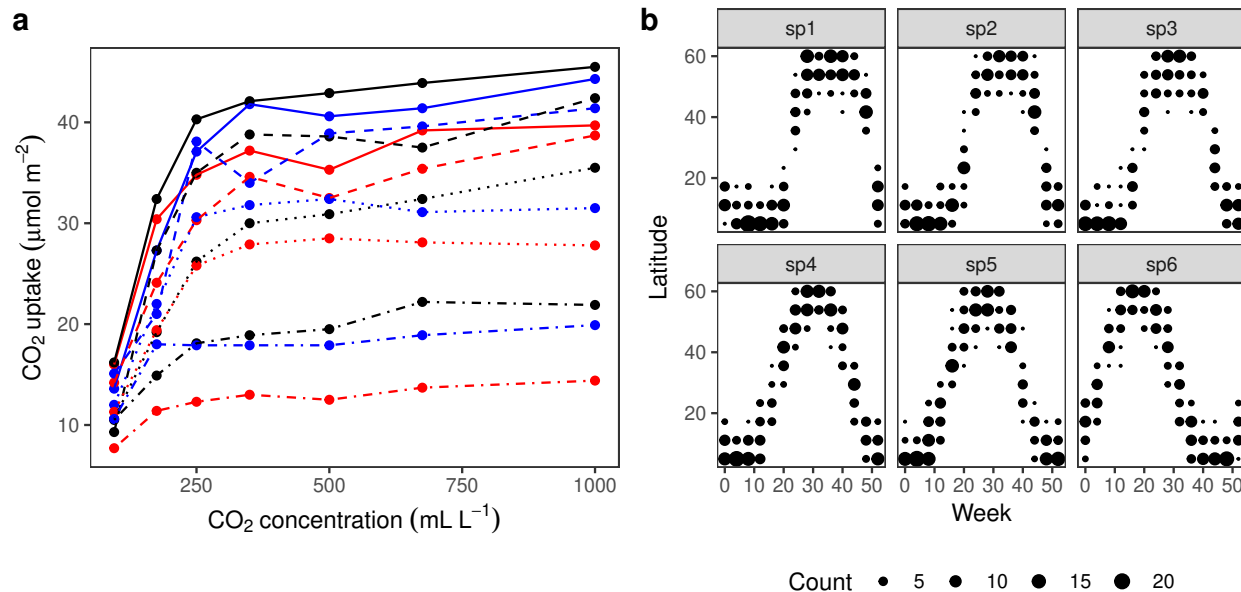 a
CO₂ uptake (μmol m⁻²)
40
30
20
10
250 500 750 1000
CO₂ concentration (mL L⁻¹)
b
sp1 sp2 sp3
60
40
20
sp4 sp5 sp6
60
40
20
Latitude
0 10 20 30 40 50 0 10 20 30 40 50 0 10 20 30 40 50
Week
Count 5 10 15 20